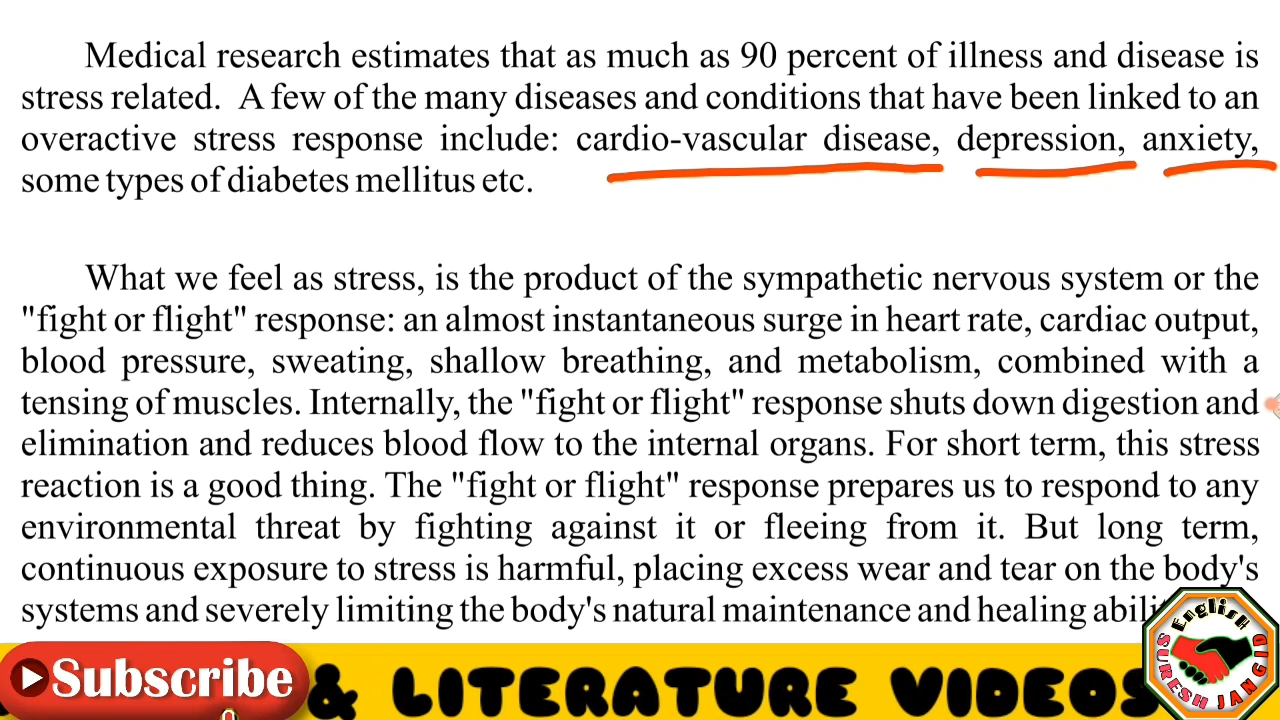 Medical research estimates that as much as 90 percent of illness and disease is
stress related. A few of the many diseases and conditions that have been linked to an
overactive stress response include: cardio-vascular disease, depression, anxiety,
some types of diabetes mellitus etc.
What we feel as stress, is the product of the sympathetic nervous system or the
"fight or flight" response: an almost instantaneous surge in heart rate, cardiac output,
blood pressure, sweating, shallow breathing, and metabolism, combined with a
tensing of muscles. Internally, the "fight or flight" response shuts down digestion and
elimination and reduces blood flow to the internal organs. For short term, this stress
reaction is a good thing. The "fight or flight" response prepares us to respond to any
environmental threat by fighting against it or fleeing from it. But long term,
continuous exposure to stress is harmful, placing excess wear and tear on the body's
systems and severely limiting the body's natural maintenance and healing
English
SURESH JANGID
Subscribe
& LITERATURE VIDEOS